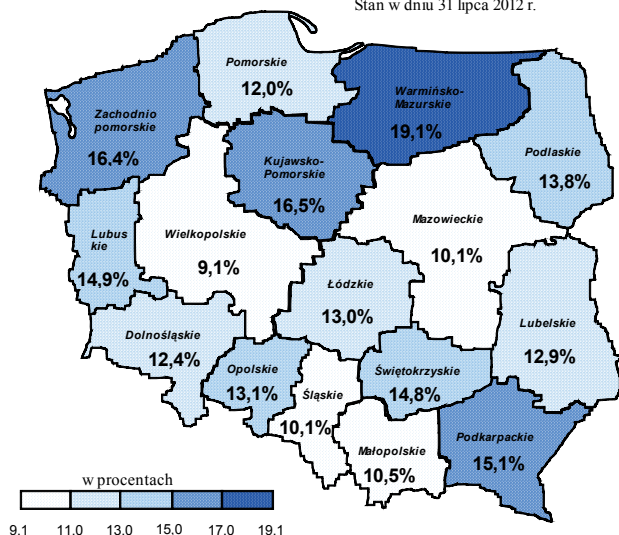 Stan w dniu 31 lipca 2012 r.
Pomorskie
12,0%
Warmińsko-
Mazurskie
19,1%
Zachodnio
pomorskie
16.4%
Kujawsko-
Pomorskie
16,5%
Podlaskie
13,8%
Lubus
kie
14,9%
Wielkopolskie
9,1%
Mazowieckie
10,1%
Łódzkie
13,0%
Lubelskie
12,9%
Dolnośląskie
12,4%
Opolskie
13,1%
Śląskie
10,1%
Świętokrzyskie
14,8%
Małopolskie
10,5%
Podkarpackie
15,1%
w procentach
9.1 11.0 13.0 15.0 17.0 19.1